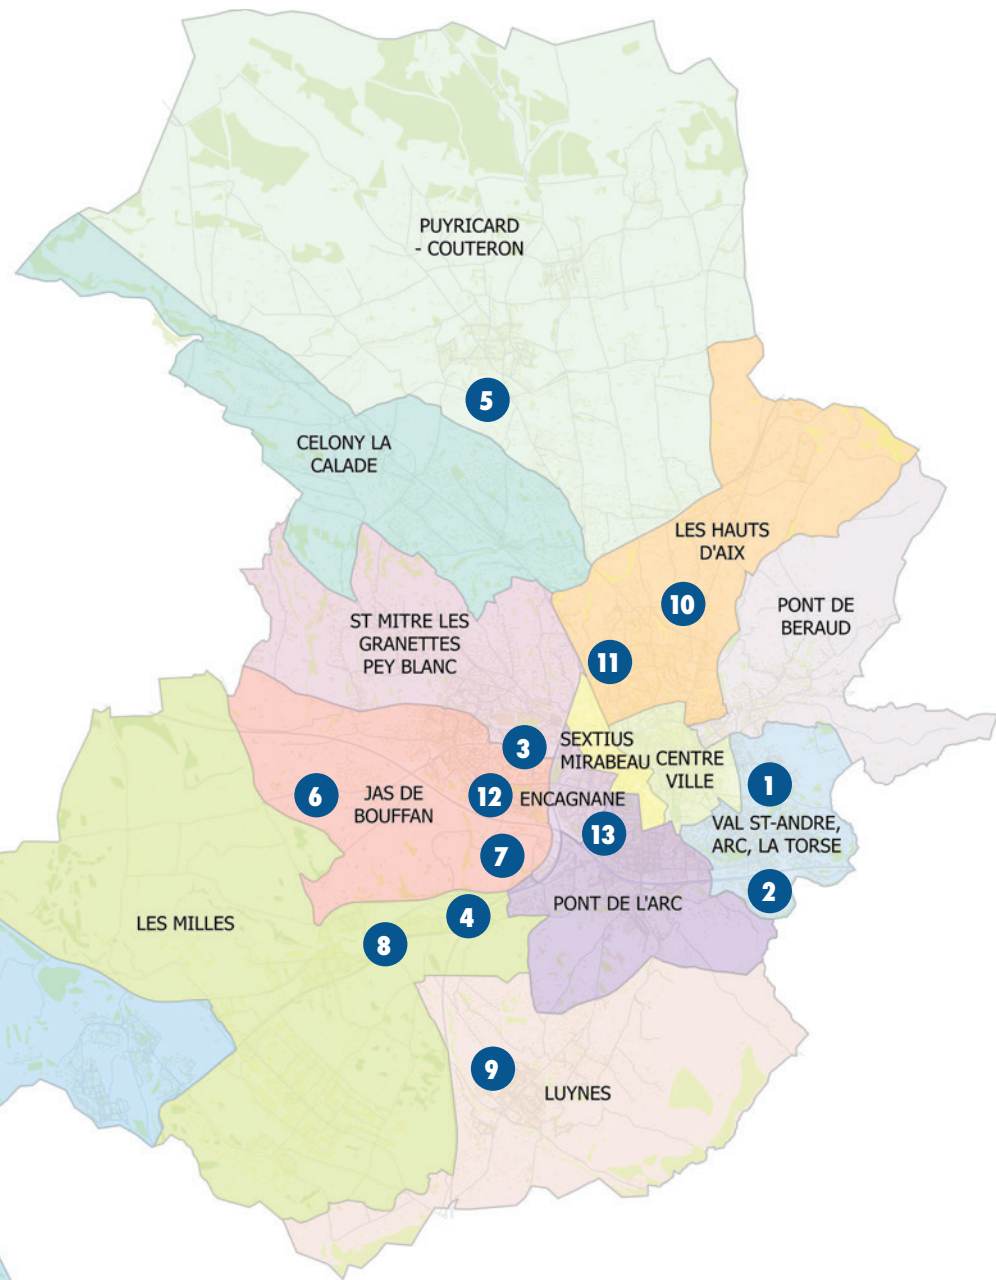 PUYRICARD
- COUTERON
5
CELONY LA
CALADE
LES HAUTS
D'AIX
10
PONT DE
BERAUD
ST MITRE LES
GRANETTES
PEY BLANC
11
3
SEXTIUS
MIRABEAU
CENTRE
VILLE
6
JAS DE
BOUFFAN
12
ENCAGNANE
1
13
VAL ST-ANDRE,
ARC, LA TORSE
7
2
LES MILLES
4
PONT DE L'ARC
8
9
LUYNES